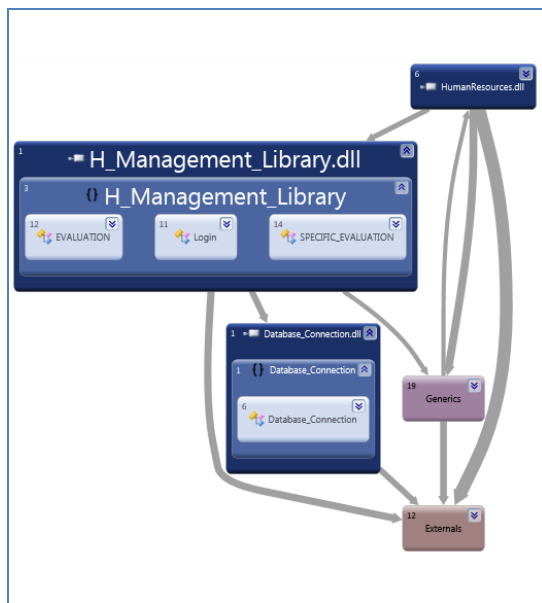 6
HumanResources.dll
1
H_Management_Library.dll
3
{} H_Management_Library
12
EVALUATION
11
Login
14
SPECIFIC_EVALUATION
1
Database_Connection.dll
1
{} Database_Connection
6
Database_Connection
19
Generics
12
Externals